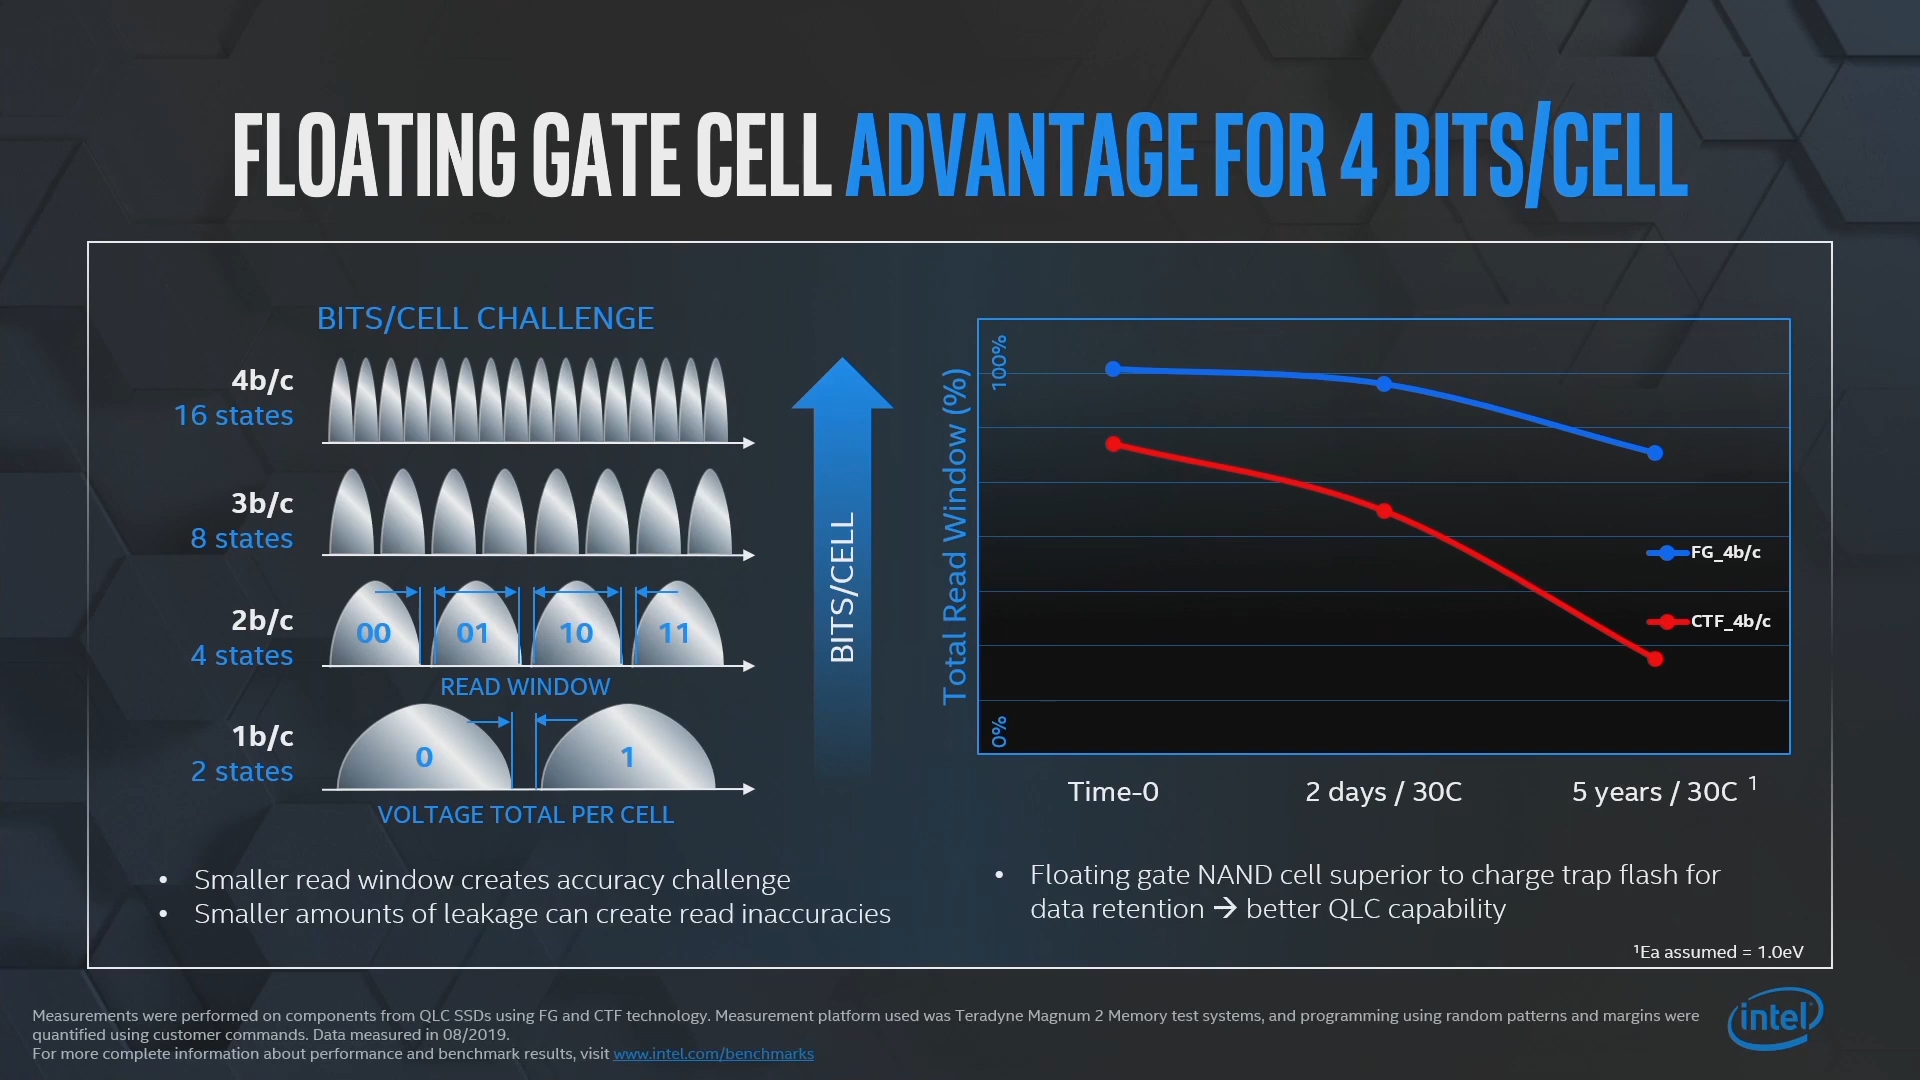 FLOATING GATE CELL ADVANTAGE FOR 4 BITS/CELL
BITS/CELL CHALLENGE
4b/c
16 states
3b/c
8 states
2b/c
4 states
00 01 10 11
READ WINDOW
1b/c
2 states
0 1
VOLTAGE TOTAL PER CELL
BITS/CELL
• Smaller read window creates accuracy challenge
• Smaller amounts of leakage can create read inaccuracies
Total Read Window (%)
100%
0%
FG_4b/c
CTF_4b/c
Time-0 2 days / 30C 5 years / 30C ¹
• Floating gate NAND cell superior to charge trap flash for
data retention → better QLC capability
¹Ea assumed = 1.0eV
Measurements were performed on components from QLC SSDs using FG and CTF technology. Measurement platform used was Teradyne Magnum 2 Memory test systems, and programming using random patterns and margins were
quantified using customer commands. Data measured in 08/2019.
For more complete information about performance and benchmark results, visit www.intel.com/benchmarks
intel